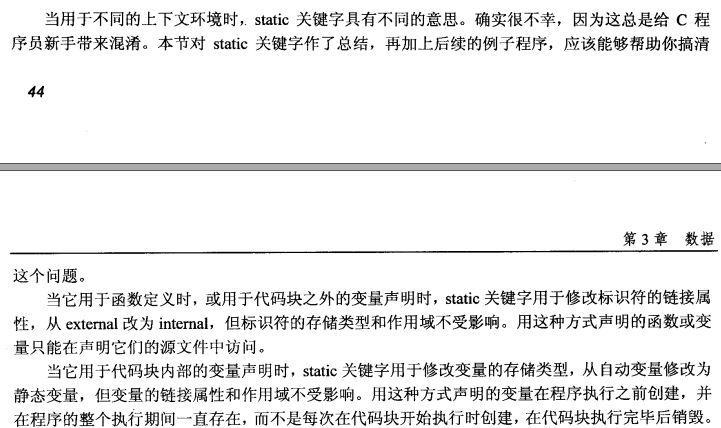 当用于不同的上下文环境时，static 关键字具有不同的意思。确实很不幸，因为这总是给 C 程
序员新手带来混淆。本节对 static 关键字作了总结，再加上后续的例子程序，应该能够帮助你搞清
44
第 3 章 数据
这个问题。
当它用于函数定义时，或用于代码块之外的变量声明时，static 关键字用于修改标识符的链接属
性，从 external 改为 internal，但标识符的存储类型和作用域不受影响。用这种方式声明的函数或变
量只能在声明它们的源文件中访问。
当它用于代码块内部的变量声明时，static 关键字用于修改变量的存储类型，从自动变量修改为
静态变量，但变量的链接属性和作用域不受影响。用这种方式声明的变量在程序执行之前创建，并
在程序的整个执行期间一直存在，而不是每次在代码块开始执行时创建，在代码块执行完毕后销毁。